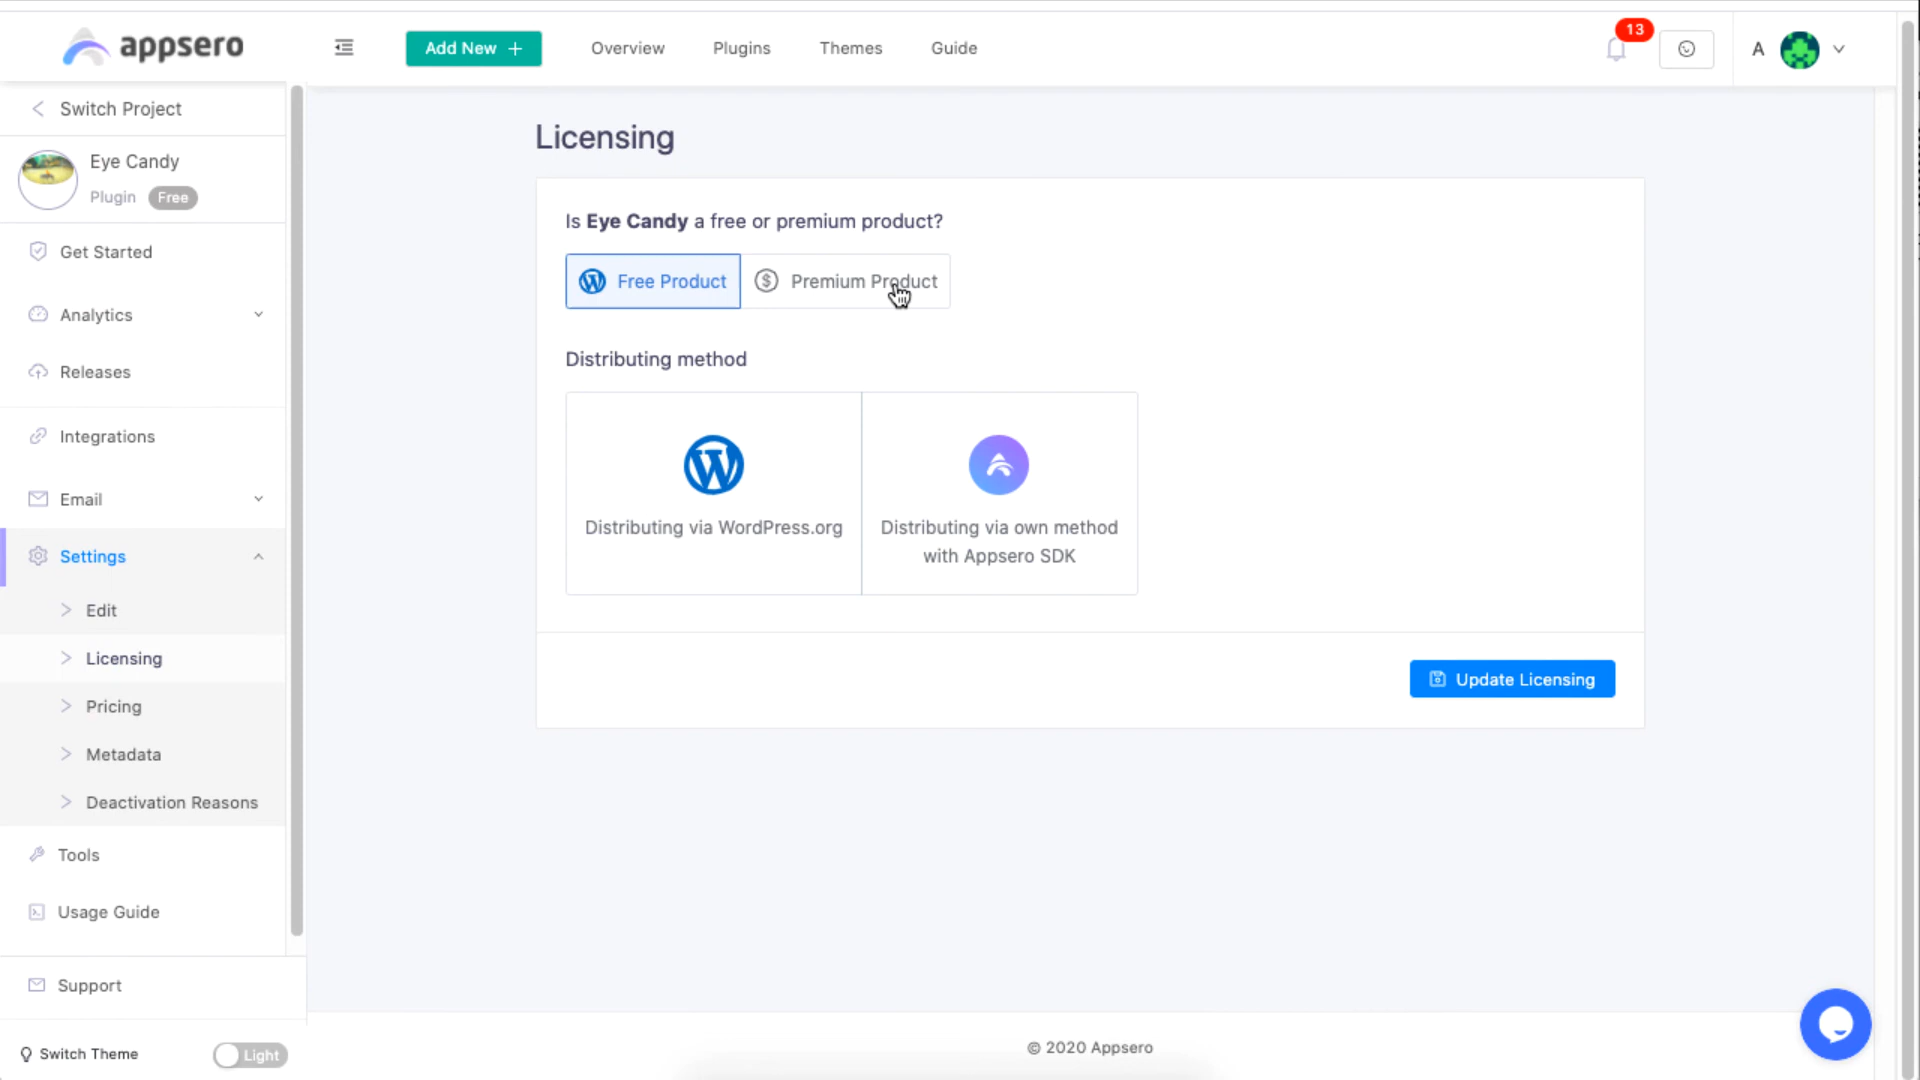 appsero
Add New +
Overview
Plugins
Themes
Guide
13
A
Switch Project
Eye Candy
Plugin
Free
Get Started
Analytics
Releases
Integrations
Email
Settings
Edit
Licensing
Pricing
Metadata
Deactivation Reasons
Tools
Usage Guide
Support
Switch Theme
Light
Licensing
Is Eye Candy a free or premium product?
Free Product
Premium Product
Distributing method
Distributing via WordPress.org
Distributing via own method
with Appsero SDK
Update Licensing
© 2020 Appsero